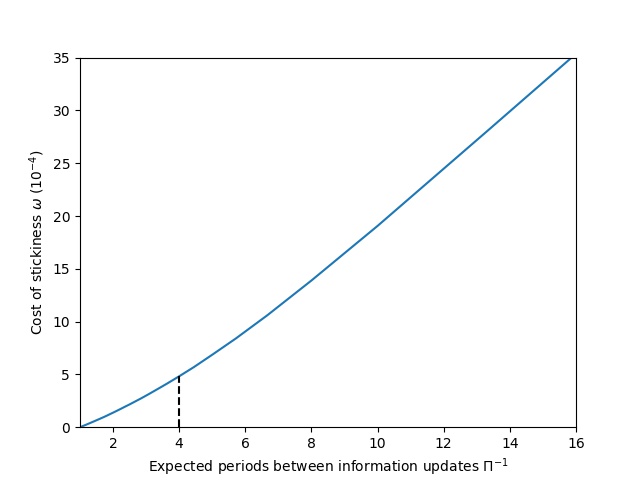 35
30
25
20
15
10
5
0
Cost of stickiness ω (10⁻⁴)
2 4 6 8 10 12 14 16
Expected periods between information updates Π⁻¹